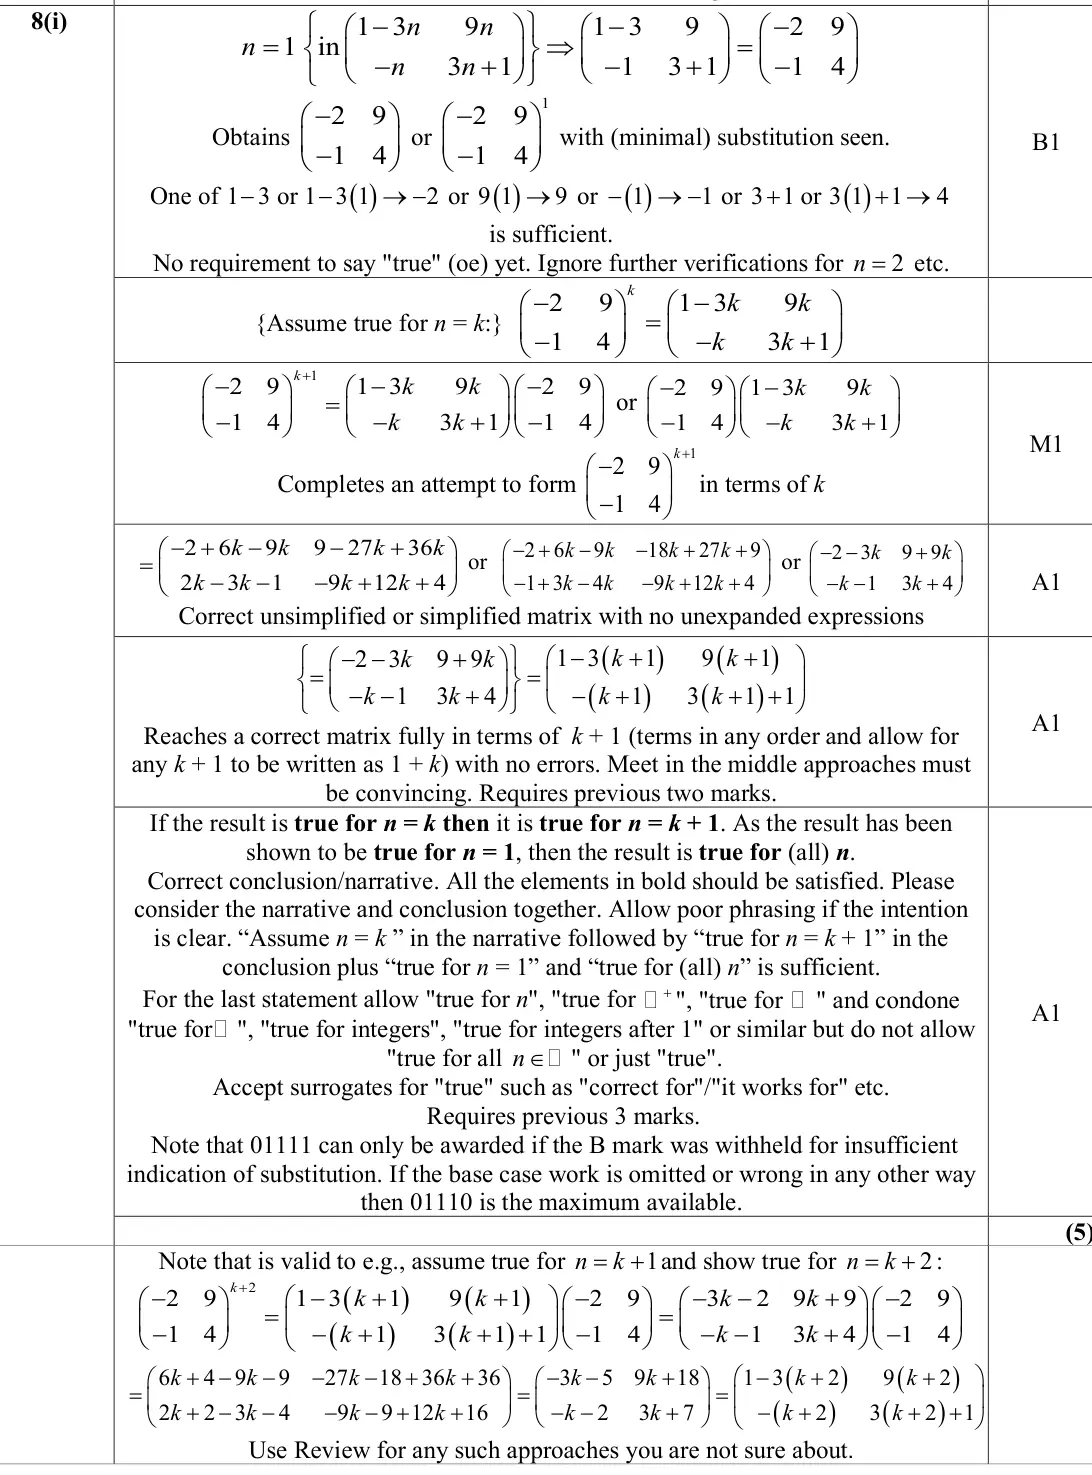 8(i)
n = 1 { in ( 1−3n 9n ; −n 3n+1 ) } ⇒ ( 1−3 9 ; −1 3+1 ) = ( −2 9 ; −1 4 )
Obtains ( −2 9 ; −1 4 ) or ( −2 9 ; −1 4 )^1 with (minimal) substitution seen.
B1
One of 1−3 or 1−3(1) → −2 or 9(1) → 9 or −(1) → −1 or 3+1 or 3(1)+1 → 4
is sufficient.
No requirement to say "true" (oe) yet. Ignore further verifications for n = 2 etc.
{Assume true for n = k:} ( −2 9 ; −1 4 )^k = ( 1−3k 9k ; −k 3k+1 )
( −2 9 ; −1 4 )^{k+1} = ( 1−3k 9k ; −k 3k+1 )( −2 9 ; −1 4 ) or ( −2 9 ; −1 4 )( 1−3k 9k ; −k 3k+1 )
M1
Completes an attempt to form ( −2 9 ; −1 4 )^{k+1} in terms of k
= ( −2+6k−9k 9−27k+36k ; 2k−3k−1 −9k+12k+4 ) or ( −2+6k−9k −18k+27k+9 ; −1+3k−4k −9k+12k+4 ) or ( −2−3k 9+9k ; −k−1 3k+4 )
A1
Correct unsimplified or simplified matrix with no unexpanded expressions
{ = ( −2−3k 9+9k ; −k−1 3k+4 ) } = ( 1−3(k+1) 9(k+1) ; −(k+1) 3(k+1)+1 )
A1
Reaches a correct matrix fully in terms of k + 1 (terms in any order and allow for
any k + 1 to be written as 1 + k) with no errors. Meet in the middle approaches must
be convincing. Requires previous two marks.
If the result is true for n = k then it is true for n = k + 1. As the result has been
shown to be true for n = 1, then the result is true for (all) n.
Correct conclusion/narrative. All the elements in bold should be satisfied. Please
consider the narrative and conclusion together. Allow poor phrasing if the intention
is clear. “Assume n = k ” in the narrative followed by “true for n = k + 1” in the
conclusion plus “true for n = 1” and “true for (all) n” is sufficient.
For the last statement allow "true for n", "true for □⁺", "true for □ " and condone
A1
"true for□ ", "true for integers", "true for integers after 1" or similar but do not allow
"true for all n ∈ □ " or just "true".
Accept surrogates for "true" such as "correct for"/"it works for" etc.
Requires previous 3 marks.
Note that 01111 can only be awarded if the B mark was withheld for insufficient
indication of substitution. If the base case work is omitted or wrong in any other way
then 01110 is the maximum available.
(5)
Note that is valid to e.g., assume true for n = k +1 and show true for n = k + 2 :
( −2 9 ; −1 4 )^{k+2} = ( 1−3(k+1) 9(k+1) ; −(k+1) 3(k+1)+1 )( −2 9 ; −1 4 ) = ( −3k−2 9k+9 ; −k−1 3k+4 )( −2 9 ; −1 4 )
= ( 6k+4−9k−9 −27k−18+36k+36 ; 2k+2−3k−4 −9k−9+12k+16 ) = ( −3k−5 9k+18 ; −k−2 3k+7 ) = ( 1−3(k+2) 9(k+2) ; −(k+2) 3(k+2)+1 )
Use Review for any such approaches you are not sure about.